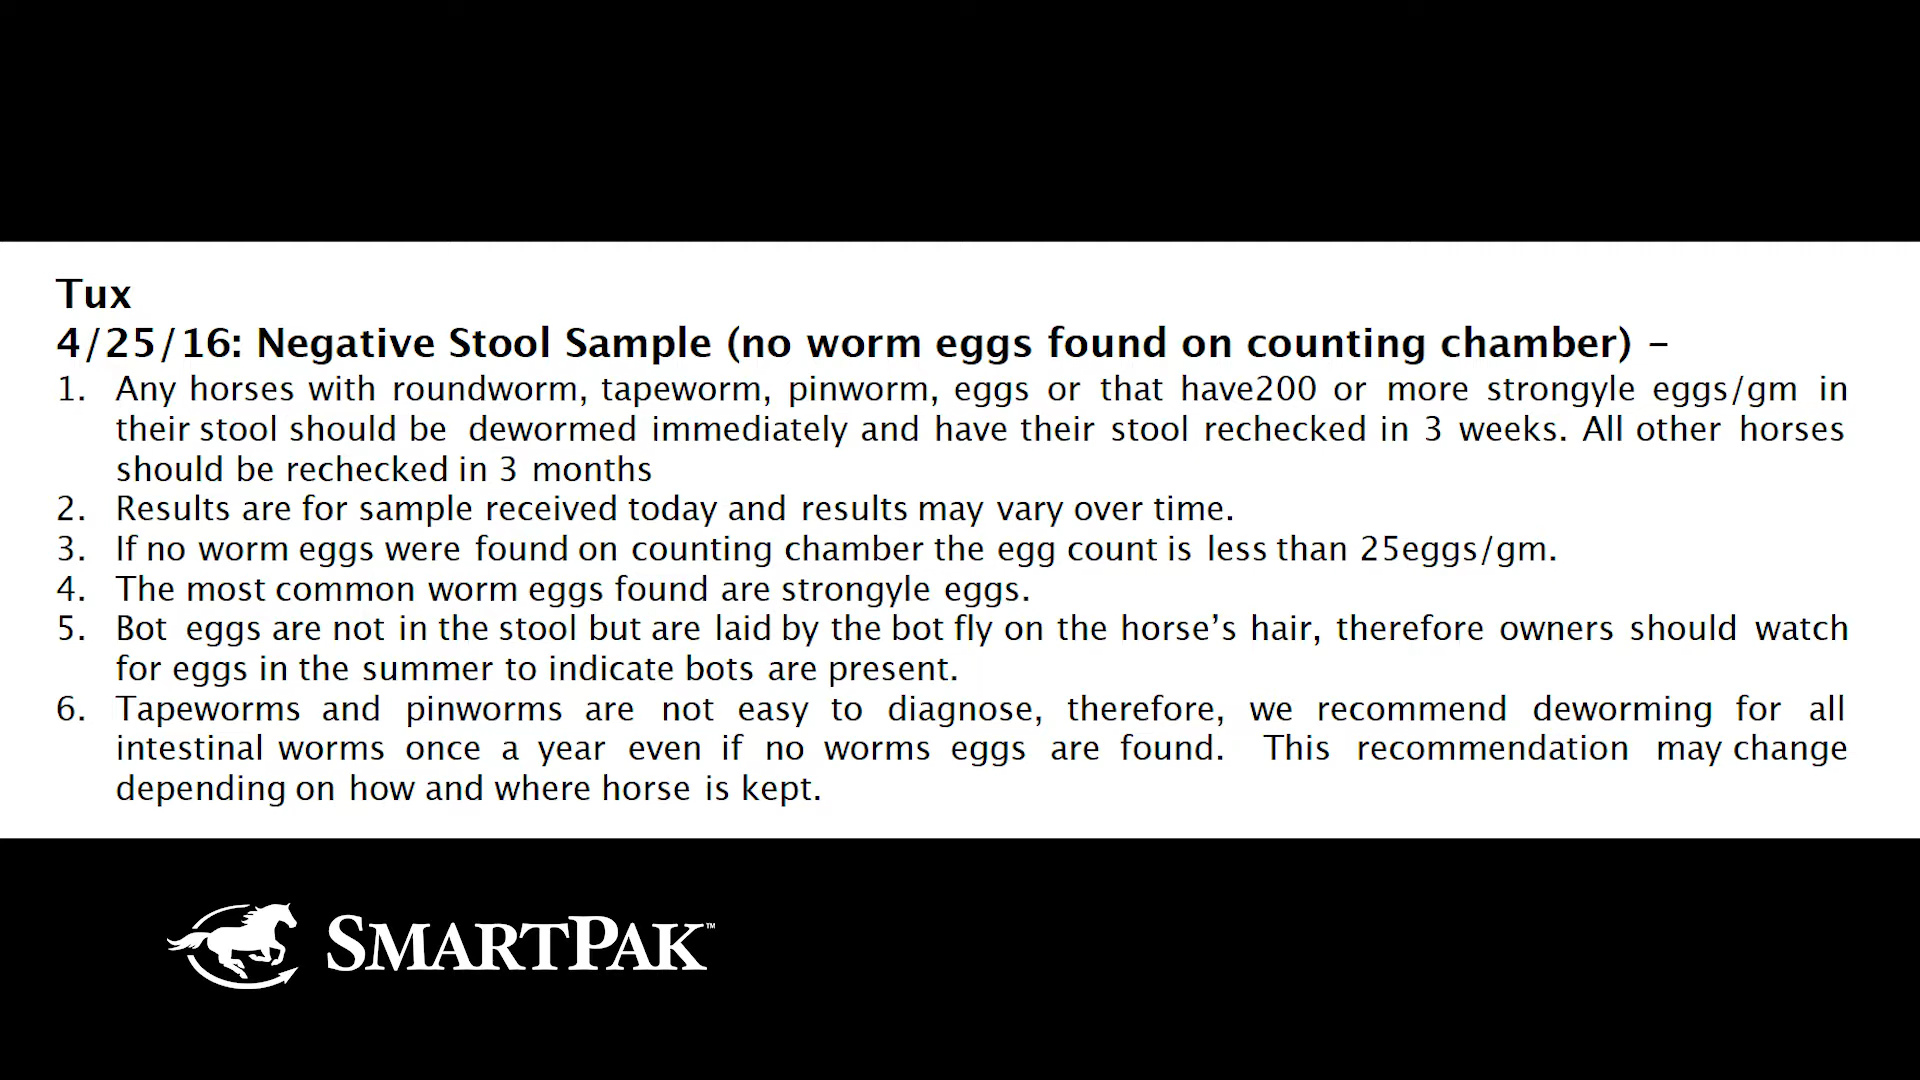 Tux
4/25/16: Negative Stool Sample (no worm eggs found on counting chamber) –
1. Any horses with roundworm, tapeworm, pinworm, eggs or that have200 or more strongyle eggs/gm in
their stool should be dewormed immediately and have their stool rechecked in 3 weeks. All other horses
should be rechecked in 3 months
2. Results are for sample received today and results may vary over time.
3. If no worm eggs were found on counting chamber the egg count is less than 25eggs/gm.
4. The most common worm eggs found are strongyle eggs.
5. Bot eggs are not in the stool but are laid by the bot fly on the horse’s hair, therefore owners should watch
for eggs in the summer to indicate bots are present.
6. Tapeworms and pinworms are not easy to diagnose, therefore, we recommend deworming for all
intestinal worms once a year even if no worms eggs are found. This recommendation may change
depending on how and where horse is kept.
SMARTPAK™